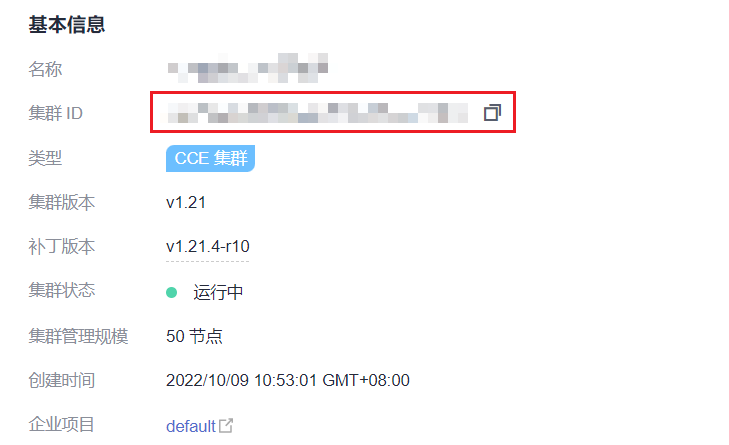 基本信息
名称
集群 ID
类型 CCE 集群
集群版本 v1.21
补丁版本 v1.21.4-r10
集群状态 运行中
集群管理规模 50 节点
创建时间 2022/10/09 10:53:01 GMT+08:00
企业项目 default